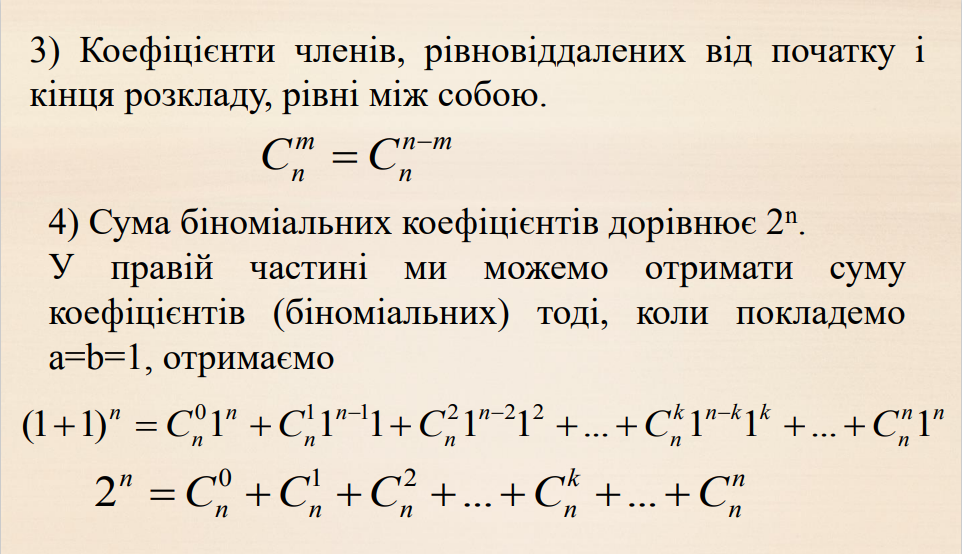 3) Коефіцієнти членів, рівновіддалених від початку і
кінця розкладу, рівні між собою.
$C_n^m = C_n^{n-m}$
4) Сума біноміальних коефіцієнтів дорівнює 2ⁿ.
У правій частині ми можемо отримати суму
коефіцієнтів (біноміальних) тоді, коли покладемо
a=b=1, отримаємо
$(1+1)^n = C_n^0 1^n + C_n^1 1^{n-1} 1 + C_n^2 1^{n-2} 1^2 + ... + C_n^k 1^{n-k} 1^k + ... + C_n^n 1^n$
$2^n = C_n^0 + C_n^1 + C_n^2 + ... + C_n^k + ... + C_n^n$